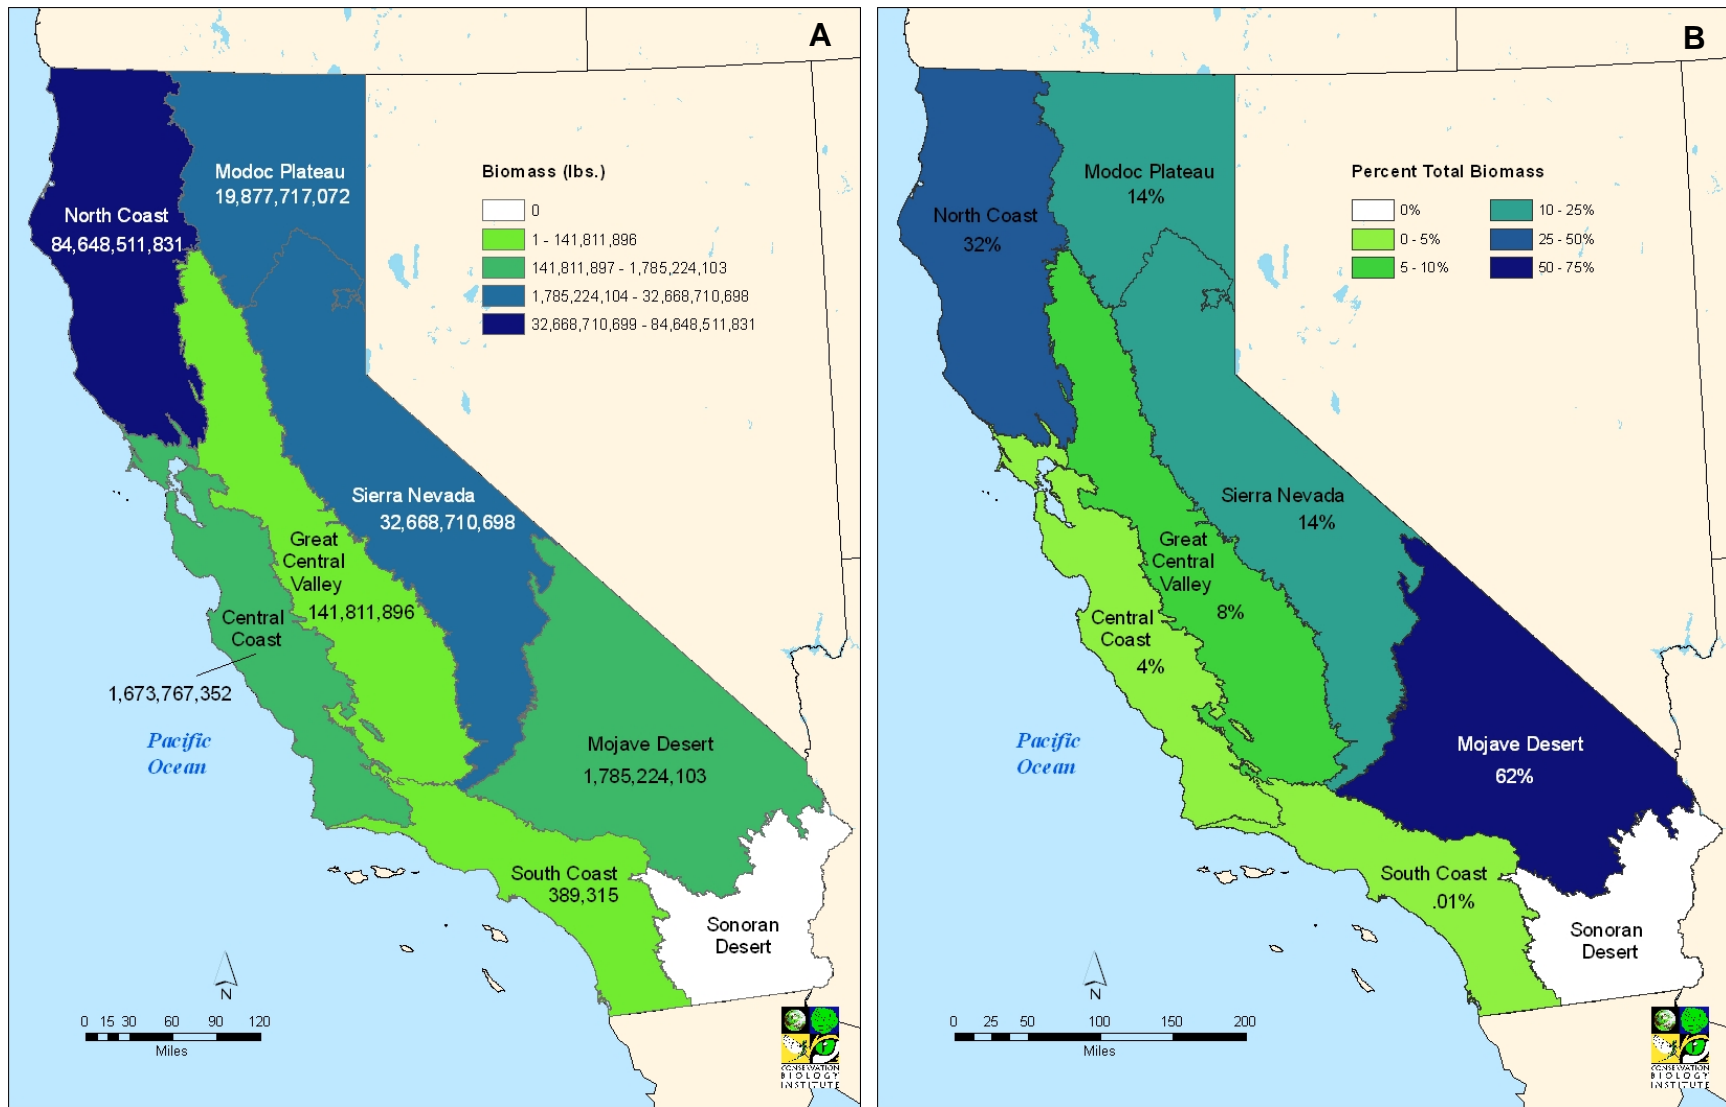 A
Modoc Plateau
19,877,717,072
North Coast
84,648,511,831
Biomass (lbs.)
0
1 - 141,811,896
141,811,897 - 1,785,224,103
1,785,224,104 - 32,668,710,698
32,668,710,699 - 84,648,511,831
Sierra Nevada
32,668,710,698
Great
Central
Valley
141,811,896
Central
Coast
1,673,767,352
Pacific
Ocean
Mojave Desert
1,785,224,103
South Coast
389,315
Sonoran
Desert
N
0 15 30 60 90 120
Miles
CONSERVATION
BIOLOGY
INSTITUTE
B
Modoc Plateau
14%
North Coast
32%
Percent Total Biomass
0%
0 - 5%
5 - 10%
10 - 25%
25 - 50%
50 - 75%
Sierra Nevada
14%
Great
Central
Valley
8%
Central
Coast
4%
Pacific
Ocean
Mojave Desert
62%
South Coast
.01%
Sonoran
Desert
N
0 25 50 100 150 200
Miles
CONSERVATION
BIOLOGY
INSTITUTE